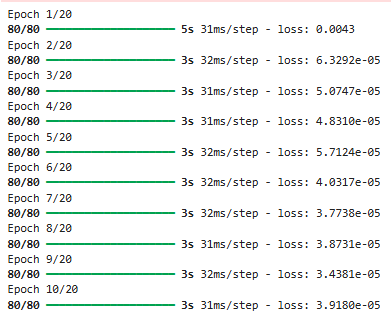 Epoch 1/20
80/80 ━━━━━━━━━━━━━━━━━━━━ 5s 31ms/step - loss: 0.0043
Epoch 2/20
80/80 ━━━━━━━━━━━━━━━━━━━━ 3s 32ms/step - loss: 6.3292e-05
Epoch 3/20
80/80 ━━━━━━━━━━━━━━━━━━━━ 3s 31ms/step - loss: 5.0747e-05
Epoch 4/20
80/80 ━━━━━━━━━━━━━━━━━━━━ 3s 31ms/step - loss: 4.8310e-05
Epoch 5/20
80/80 ━━━━━━━━━━━━━━━━━━━━ 3s 32ms/step - loss: 5.7124e-05
Epoch 6/20
80/80 ━━━━━━━━━━━━━━━━━━━━ 3s 32ms/step - loss: 4.0317e-05
Epoch 7/20
80/80 ━━━━━━━━━━━━━━━━━━━━ 3s 32ms/step - loss: 3.7738e-05
Epoch 8/20
80/80 ━━━━━━━━━━━━━━━━━━━━ 3s 31ms/step - loss: 3.8731e-05
Epoch 9/20
80/80 ━━━━━━━━━━━━━━━━━━━━ 3s 32ms/step - loss: 3.4381e-05
Epoch 10/20
80/80 ━━━━━━━━━━━━━━━━━━━━ 3s 31ms/step - loss: 3.9180e-05